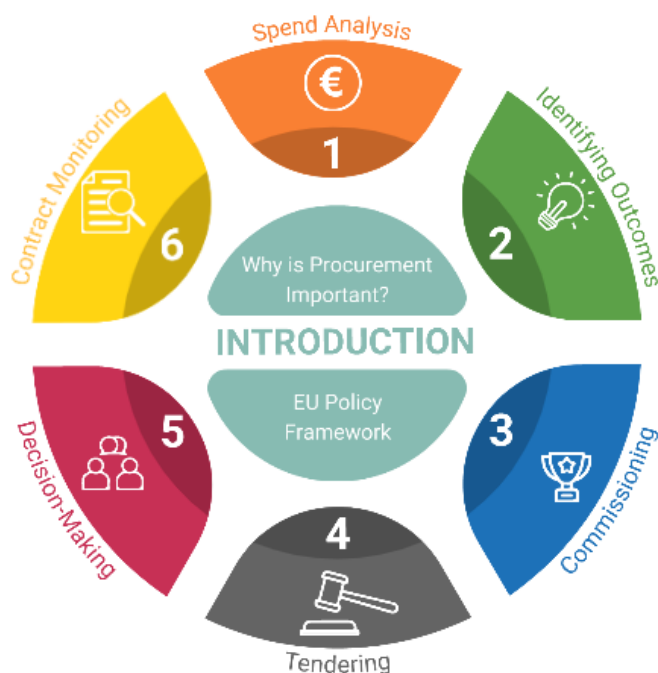 Spend Analysis
€
1
Identifying Outcomes
2
Commissioning
3
Tendering
4
Decision-Making
5
Contract Monitoring
6
Why is Procurement
Important?
INTRODUCTION
EU Policy
Framework